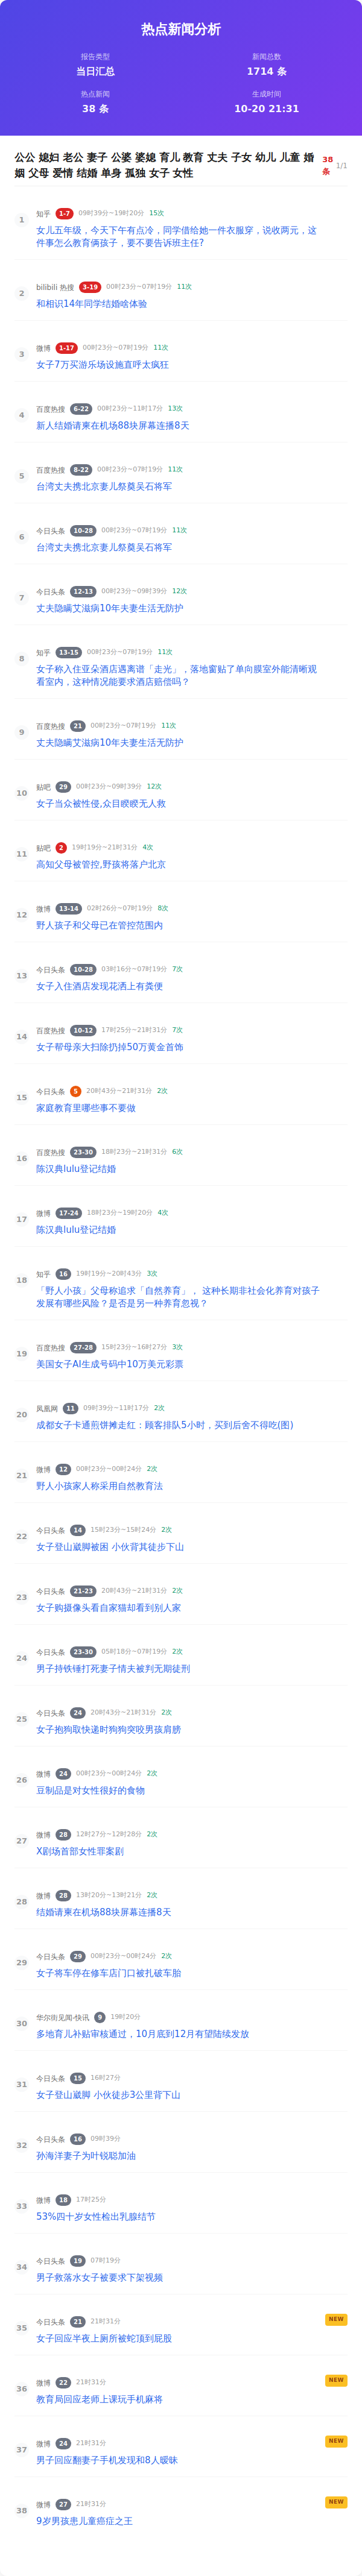 热点新闻分析
报告类型
新闻总数
当日汇总
1714 条
热点新闻
生成时间
38 条
10-20 21:31
公公 媳妇 老公 妻子 公婆 婆媳 育儿 教育 丈夫 子女 幼儿 儿童 婚
姻 父母 爱情 结婚 单身 孤独 女子 女性
38
条
1/1
1
知乎 1-7 09时39分~19时20分 15次
女儿五年级，今天下午有点冷，同学借给她一件衣服穿，说收两元，这
件事怎么教育俩孩子，要不要告诉班主任?
2
bilibili 热搜 3-19 00时23分~07时19分 11次
和相识14年同学结婚啥体验
3
微博 1-17 00时23分~07时19分 11次
女子7万买游乐场设施直呼太疯狂
4
百度热搜 6-22 00时23分~11时17分 13次
新人结婚请柬在机场88块屏幕连播8天
5
百度热搜 8-22 00时23分~07时19分 11次
台湾丈夫携北京妻儿祭奠吴石将军
6
今日头条 10-28 00时23分~07时19分 11次
台湾丈夫携北京妻儿祭奠吴石将军
7
今日头条 12-13 00时23分~09时39分 12次
丈夫隐瞒艾滋病10年夫妻生活无防护
8
知乎 13-15 00时23分~07时19分 11次
女子称入住亚朵酒店遇离谱「走光」，落地窗贴了单向膜室外能清晰观
看室内，这种情况能要求酒店赔偿吗？
9
百度热搜 21 00时23分~07时19分 11次
丈夫隐瞒艾滋病10年夫妻生活无防护
10
贴吧 29 00时23分~09时39分 12次
女子当众被性侵,众目睽睽无人救
11
贴吧 2 19时19分~21时31分 4次
高知父母被管控,野孩将落户北京
12
微博 13-14 02时26分~07时19分 8次
野人孩子和父母已在管控范围内
13
今日头条 10-28 03时16分~07时19分 7次
女子入住酒店发现花洒上有粪便
14
百度热搜 10-12 17时25分~21时31分 7次
女子帮母亲大扫除扔掉50万黄金首饰
15
今日头条 5 20时43分~21时31分 2次
家庭教育里哪些事不要做
16
百度热搜 23-30 18时23分~21时31分 6次
陈汉典lulu登记结婚
17
微博 17-24 18时23分~19时20分 4次
陈汉典lulu登记结婚
18
知乎 16 19时19分~20时43分 3次
「野人小孩」父母称追求「自然养育」， 这种长期非社会化养育对孩子
发展有哪些风险？是否是另一种养育忽视？
19
百度热搜 27-28 15时23分~16时27分 3次
美国女子AI生成号码中10万美元彩票
20
凤凰网 11 09时39分~11时17分 2次
成都女子卡通煎饼摊走红：顾客排队5小时，买到后舍不得吃(图)
21
微博 12 00时23分~00时24分 2次
野人小孩家人称采用自然教育法
22
今日头条 14 15时23分~15时24分 2次
女子登山崴脚被困 小伙背其徒步下山
23
今日头条 21-23 20时43分~21时31分 2次
女子购摄像头看自家猫却看到别人家
24
今日头条 23-30 05时18分~07时19分 2次
男子持铁锤打死妻子情夫被判无期徒刑
25
今日头条 24 20时43分~21时31分 2次
女子抱狗取快递时狗狗突咬男孩肩膀
26
微博 24 00时23分~00时24分 2次
豆制品是对女性很好的食物
27
微博 28 12时27分~12时28分 2次
X剧场首部女性罪案剧
28
微博 28 13时20分~13时21分 2次
结婚请柬在机场88块屏幕连播8天
29
今日头条 29 00时23分~00时24分 2次
女子将车停在修车店门口被扎破车胎
30
华尔街见闻-快讯 9 19时20分
多地育儿补贴审核通过，10月底到12月有望陆续发放
31
今日头条 15 16时27分
女子登山崴脚 小伙徒步3公里背下山
32
今日头条 16 09时39分
孙海洋妻子为叶锐聪加油
33
微博 18 17时25分
53%四十岁女性检出乳腺结节
34
今日头条 19 07时19分
男子救落水女子被要求下架视频
35
今日头条 21 21时31分
NEW
女子回应半夜上厕所被蛇顶到屁股
36
微博 22 21时31分
NEW
教育局回应老师上课玩手机麻将
37
微博 24 21时31分
NEW
男子回应翻妻子手机发现和8人暧昧
38
微博 27 21时31分
NEW
9岁男孩患儿童癌症之王